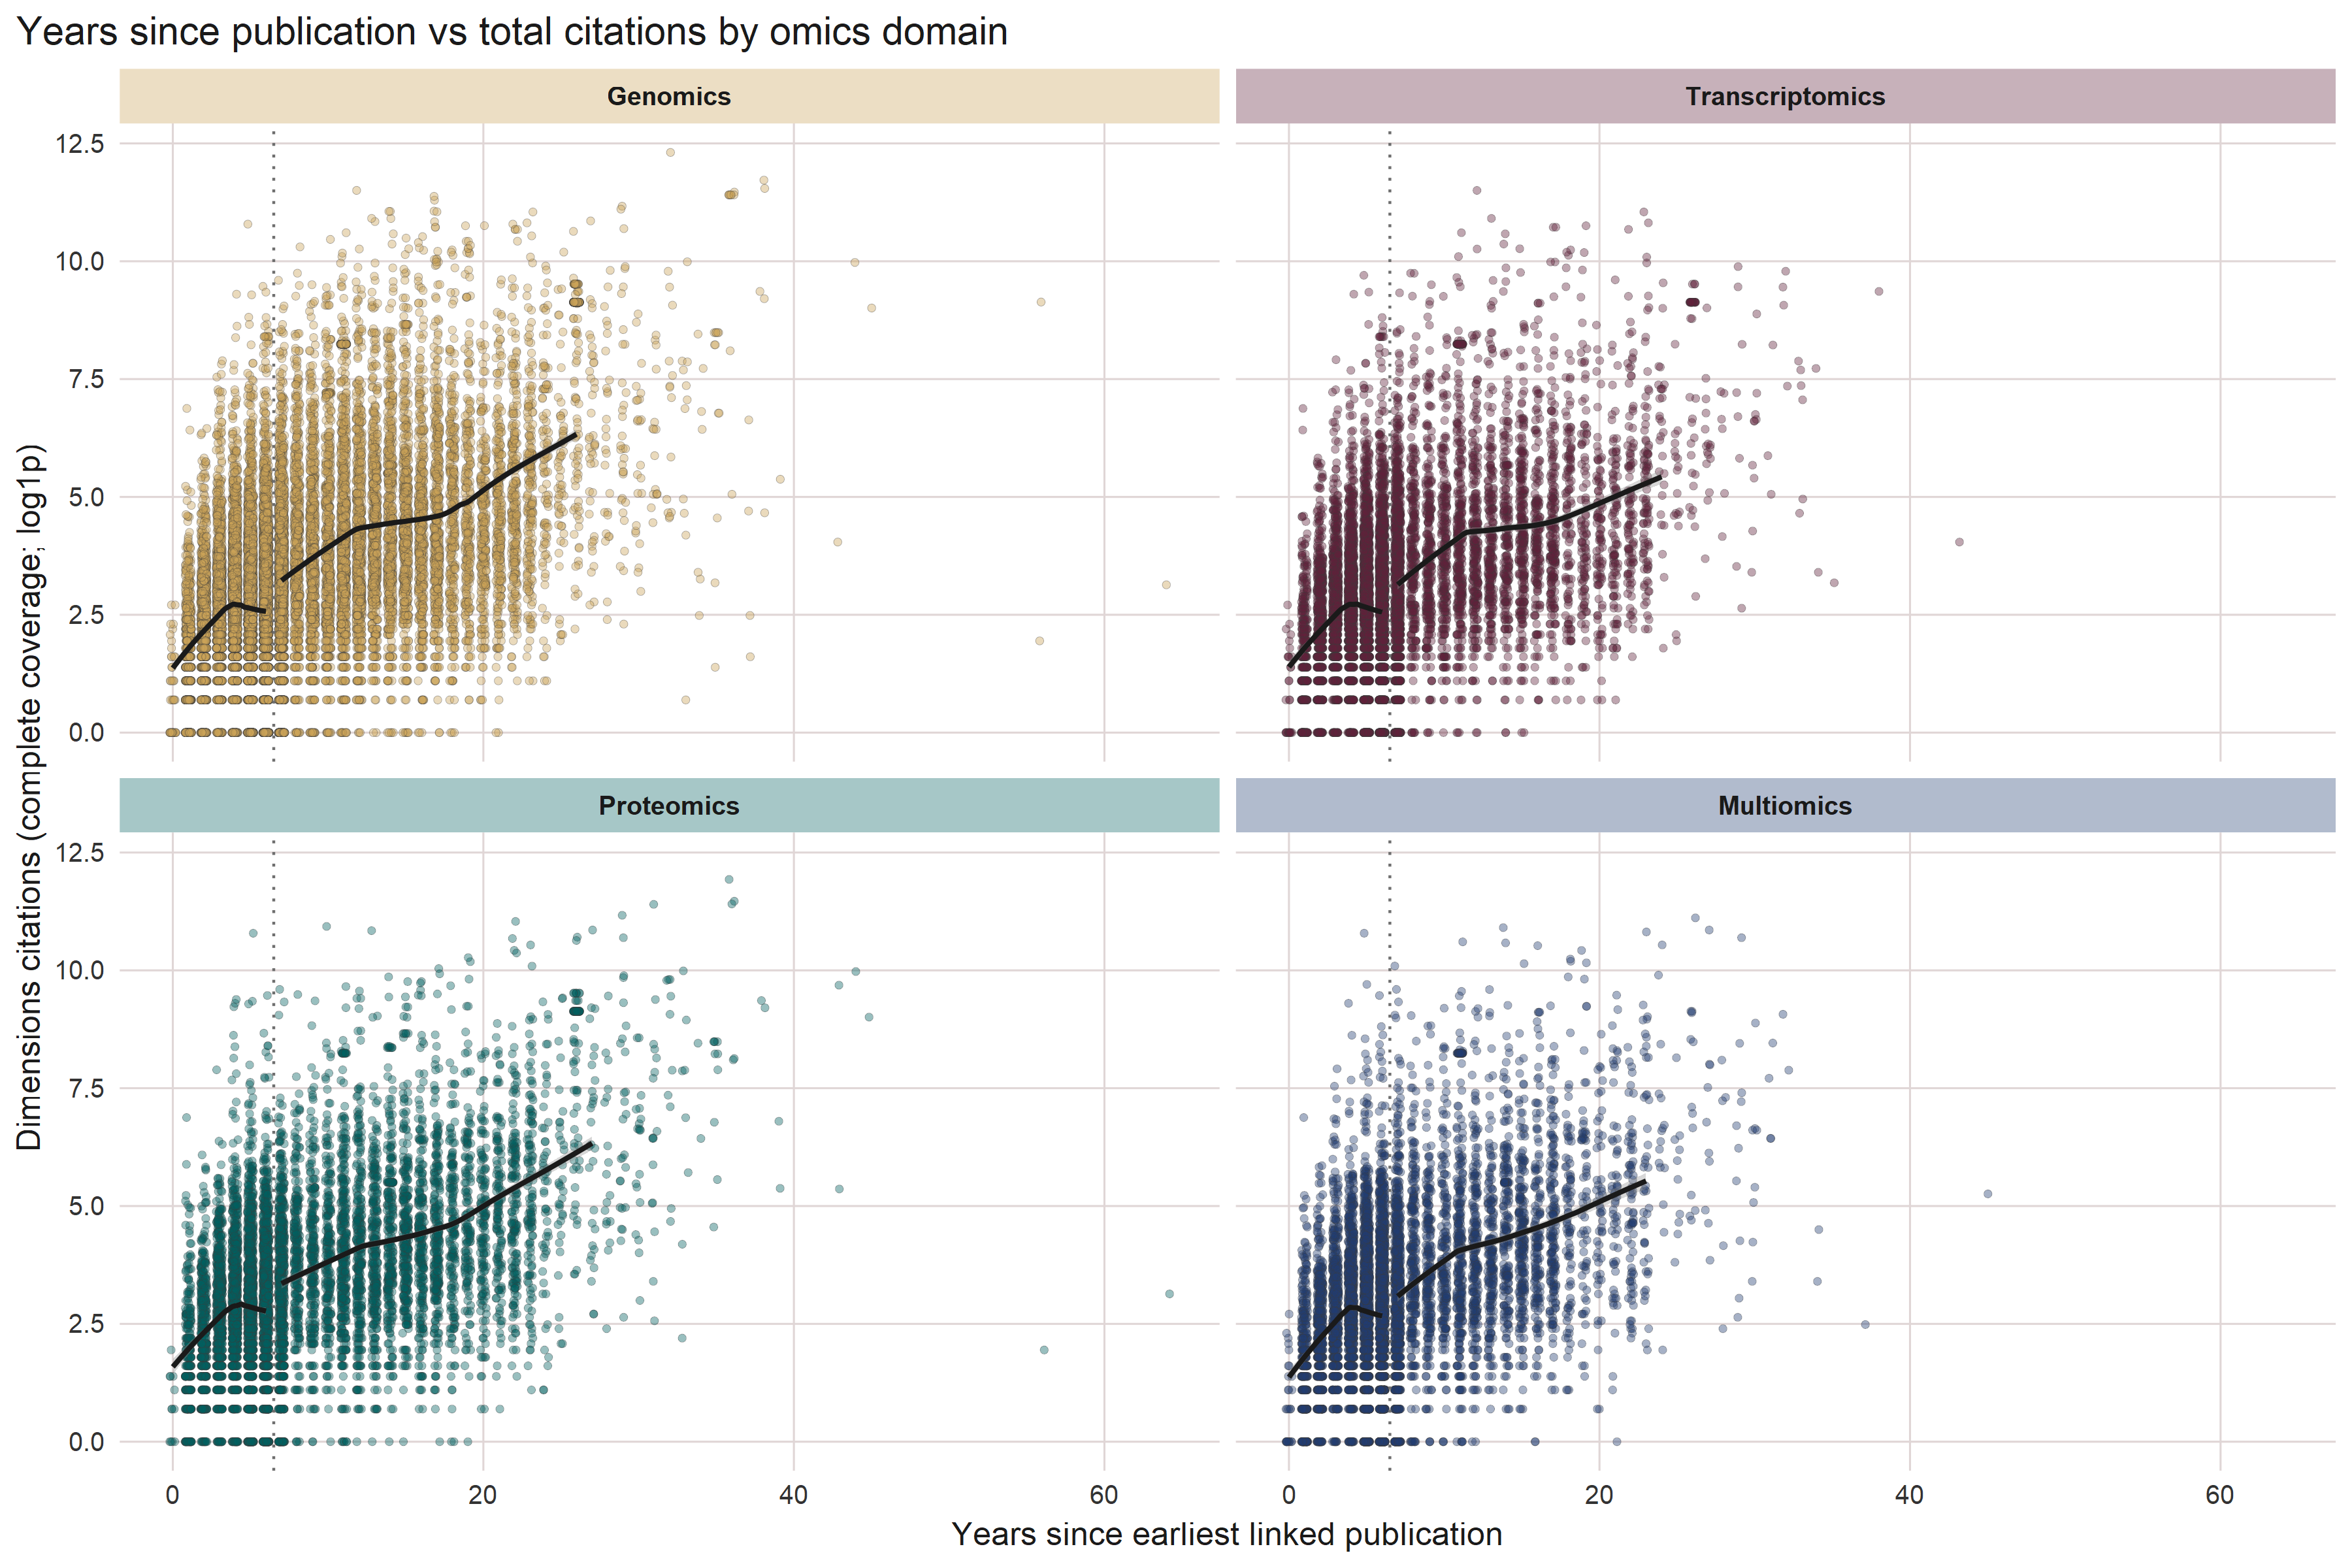 Years since publication vs total citations by omics domain
Genomics
Transcriptomics
12.5
10.0
7.5
5.0
2.5
0.0
Dimensions citations (complete coverage; log1p)
Proteomics
Multiomics
12.5
10.0
7.5
5.0
2.5
0.0
0 20 40 60
0 20 40 60
Years since earliest linked publication